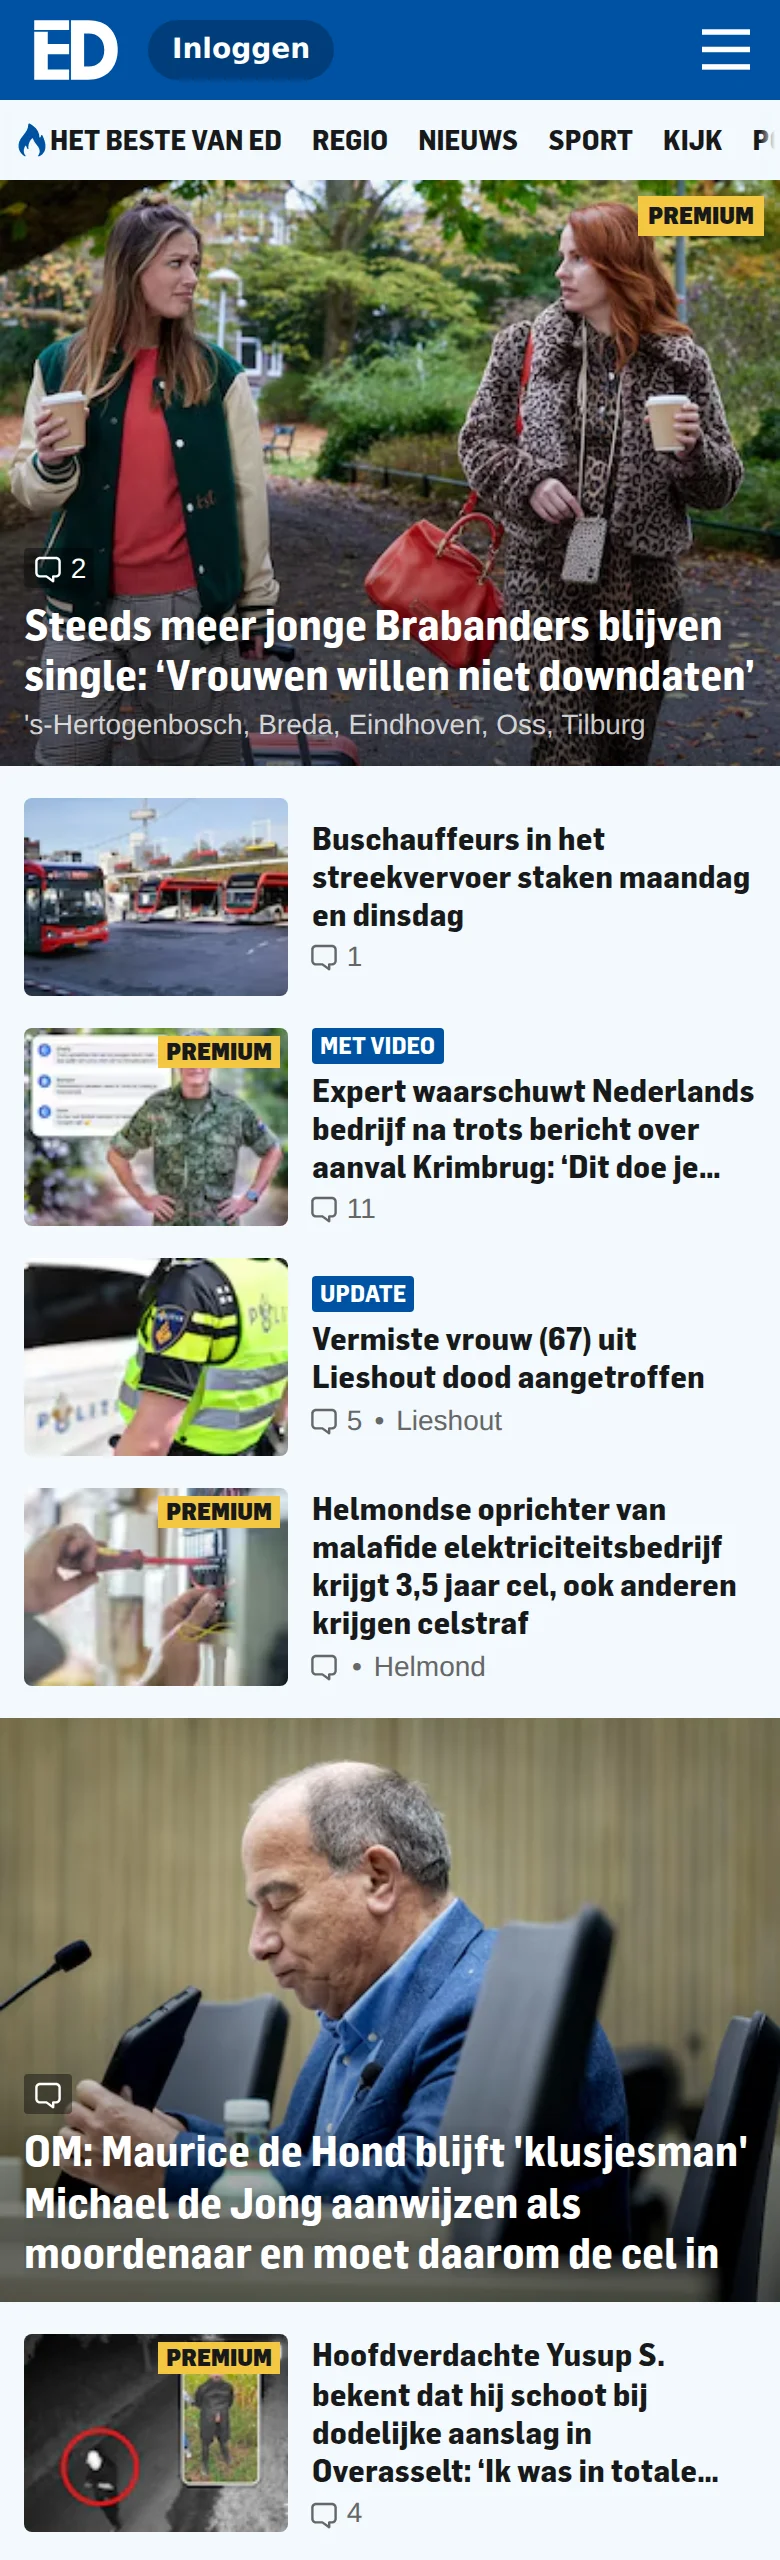 ED
Inloggen
HET BESTE VAN ED REGIO NIEUWS SPORT KIJK
PREMIUM
2
Steeds meer jonge Brabanders blijven
single: ‘Vrouwen willen niet downdaten’
's-Hertogenbosch, Breda, Eindhoven, Oss, Tilburg
Buschauffeurs in het
streekvervoer staken maandag
en dinsdag
1
PREMIUM
MET VIDEO
Expert waarschuwt Nederlands
bedrijf na trots bericht over
aanval Krimbrug: ‘Dit doe je...
11
POLITI
UPDATE
Vermiste vrouw (67) uit
Lieshout dood aangetroffen
5 • Lieshout
PREMIUM
Helmondse oprichter van
malafide elektriciteitsbedrijf
krijgt 3,5 jaar cel, ook anderen
krijgen celstraf
• Helmond
OM: Maurice de Hond blijft 'klusjesman'
Michael de Jong aanwijzen als
moordenaar en moet daarom de cel in
PREMIUM
Hoofdverdachte Yusup S.
bekent dat hij schoot bij
dodelijke aanslag in
Overasselt: ‘Ik was in totale...
4